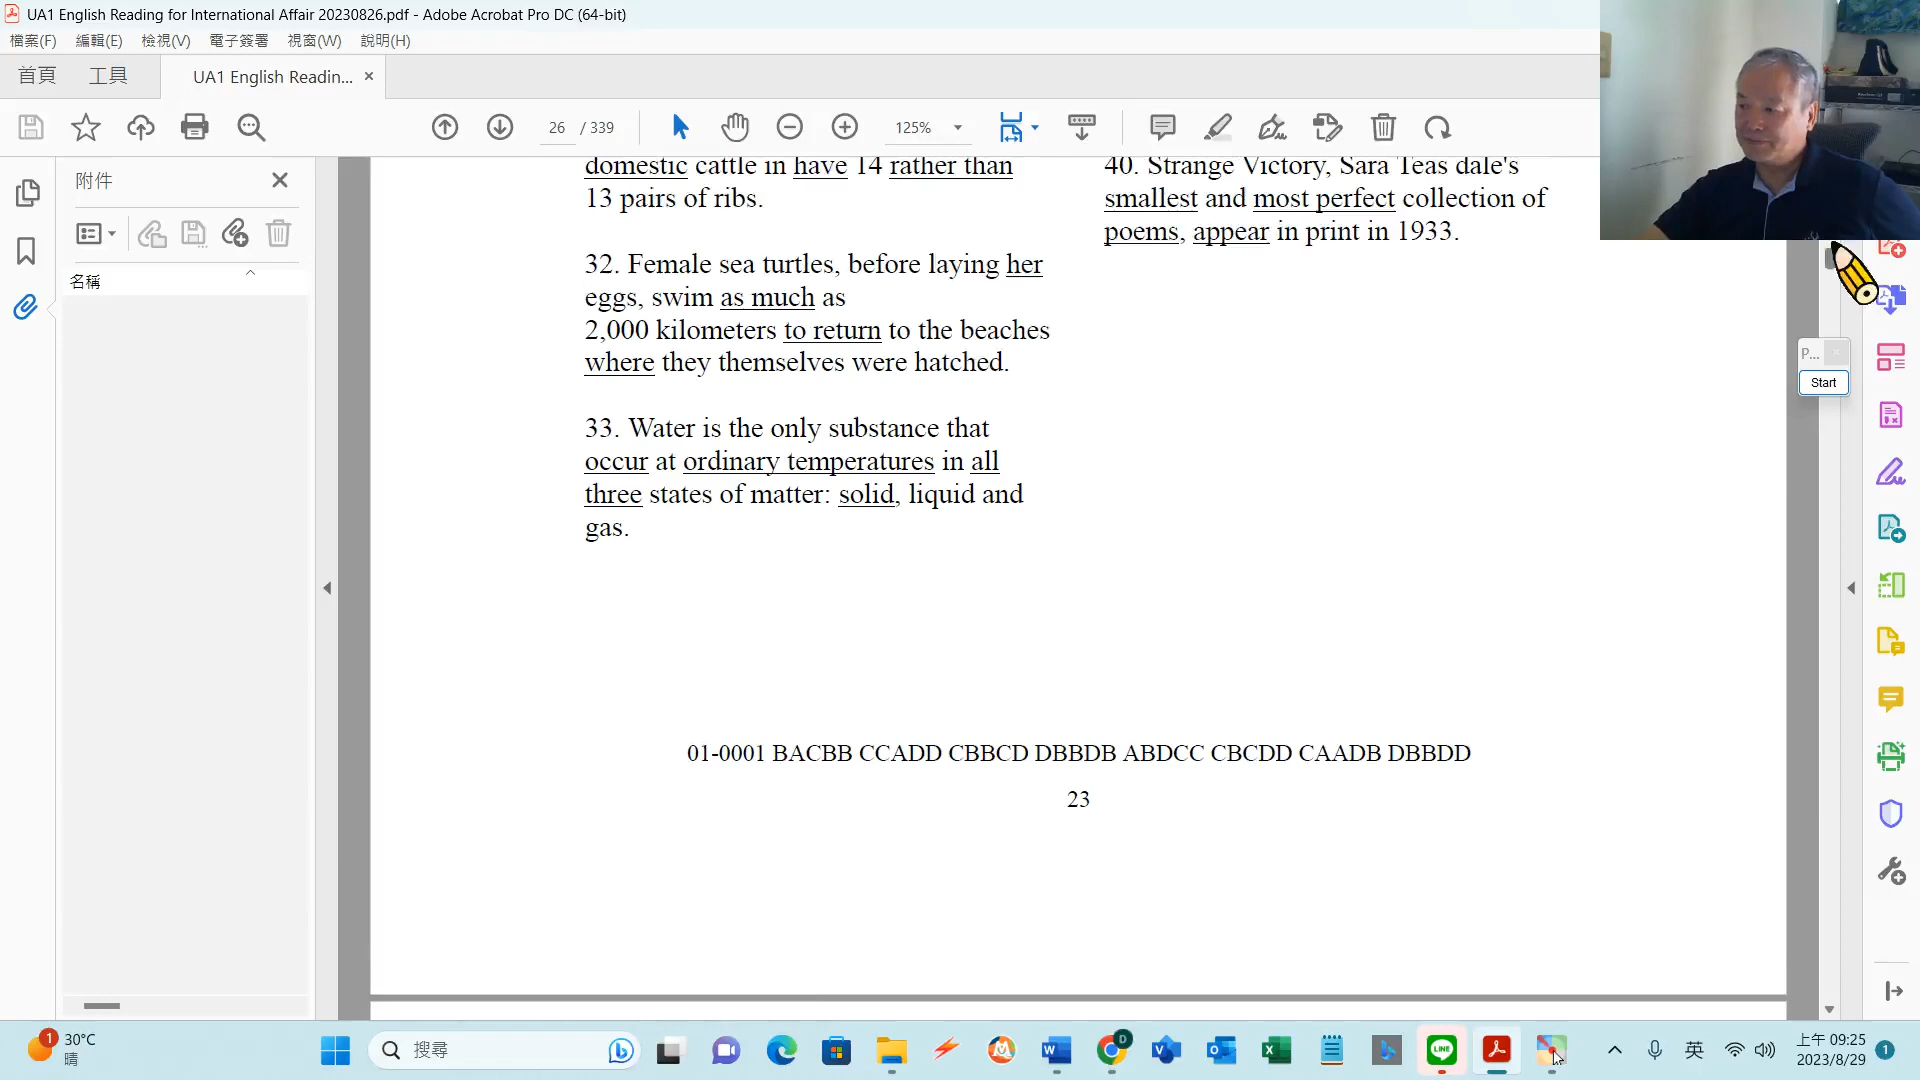 UA1 English Reading for International Affair 20230826.pdf - Adobe Acrobat Pro DC (64-bit)
檔案(F) 編輯(E) 檢視(V) 電子簽署 視窗(W) 說明(H)
首頁 工具 UA1 English Readin... ×
26 / 339 125%
附件
名稱
domestic cattle in have 14 rather than
13 pairs of ribs.
32. Female sea turtles, before laying her
eggs, swim as much as
2,000 kilometers to return to the beaches
where they themselves were hatched.
33. Water is the only substance that
occur at ordinary temperatures in all
three states of matter: solid, liquid and
gas.
40. Strange Victory, Sara Teas dale's
smallest and most perfect collection of
poems, appear in print in 1933.
P...
Start
01-0001 BACBB CCADD CBBCD DBBDB ABDCC CBCDD CAADB DBBDD
23
1
30°C
晴
搜尋
LINE
英
上午 09:25
2023/8/29
1